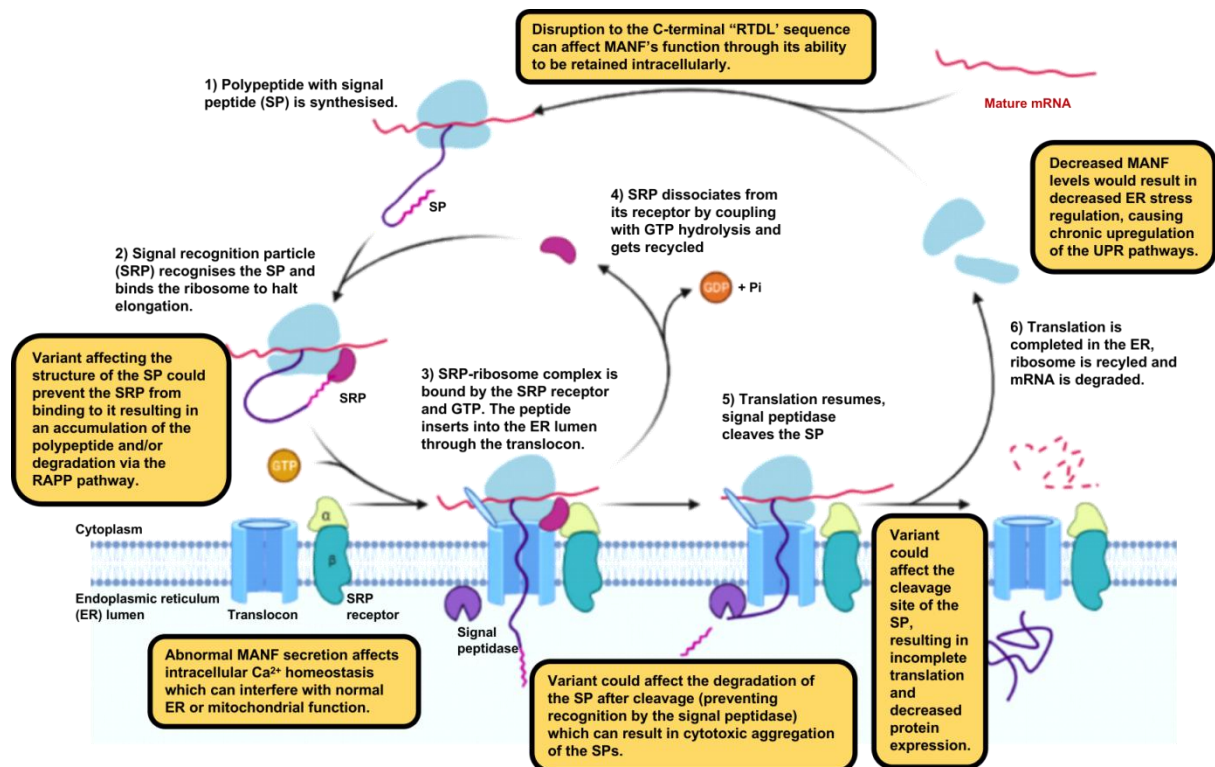 Disruption to the C-terminal “RTDL’ sequence
can affect MANF’s function through its ability
to be retained intracellularly.
1) Polypeptide with signal
peptide (SP) is synthesised.
Mature mRNA
Decreased MANF
levels would result in
decreased ER stress
regulation, causing
chronic upregulation
of the UPR pathways.
SP
4) SRP dissociates from
its receptor by coupling
with GTP hydrolysis and
gets recycled
2) Signal recognition particle
(SRP) recognises the SP and
binds the ribosome to halt
elongation.
GDP + Pi
6) Translation is
completed in the ER,
ribosome is recyled and
mRNA is degraded.
Variant affecting the
structure of the SP could
prevent the SRP from
binding to it resulting in
an accumulation of the
polypeptide and/or
degradation via the
RAPP pathway.
SRP
3) SRP-ribosome complex is
bound by the SRP receptor
and GTP. The peptide
inserts into the ER lumen
through the translocon.
5) Translation resumes,
signal peptidase
cleaves the SP
GTP
α
β
Cytoplasm
Endoplasmic reticulum
(ER) lumen
Translocon
SRP
receptor
Signal
peptidase
Variant
could
affect the
cleavage
site of the
SP,
resulting in
incomplete
translation
and
decreased
protein
expression.
Abnormal MANF secretion affects
intracellular Ca²⁺ homeostasis
which can interfere with normal
ER or mitochondrial function.
Variant could affect the degradation of
the SP after cleavage (preventing
recognition by the signal peptidase)
which can result in cytotoxic aggregation
of the SPs.